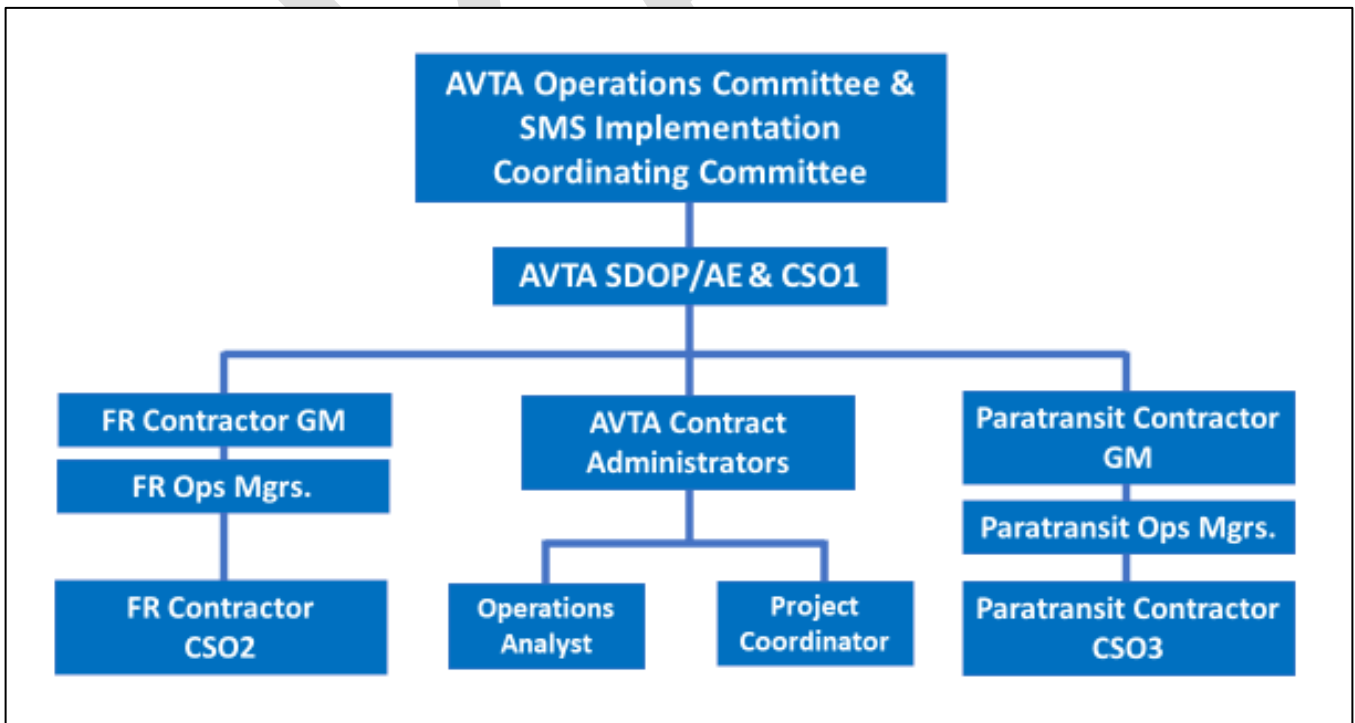 AVTA Operations Committee &
SMS Implementation
Coordinating Committee
AVTA SDOP/AE & CSO1
FR Contractor GM
FR Ops Mgrs.
FR Contractor
CSO2
AVTA Contract
Administrators
Operations
Analyst
Project
Coordinator
Paratransit Contractor
GM
Paratransit Ops Mgrs.
Paratransit Contractor
CSO3